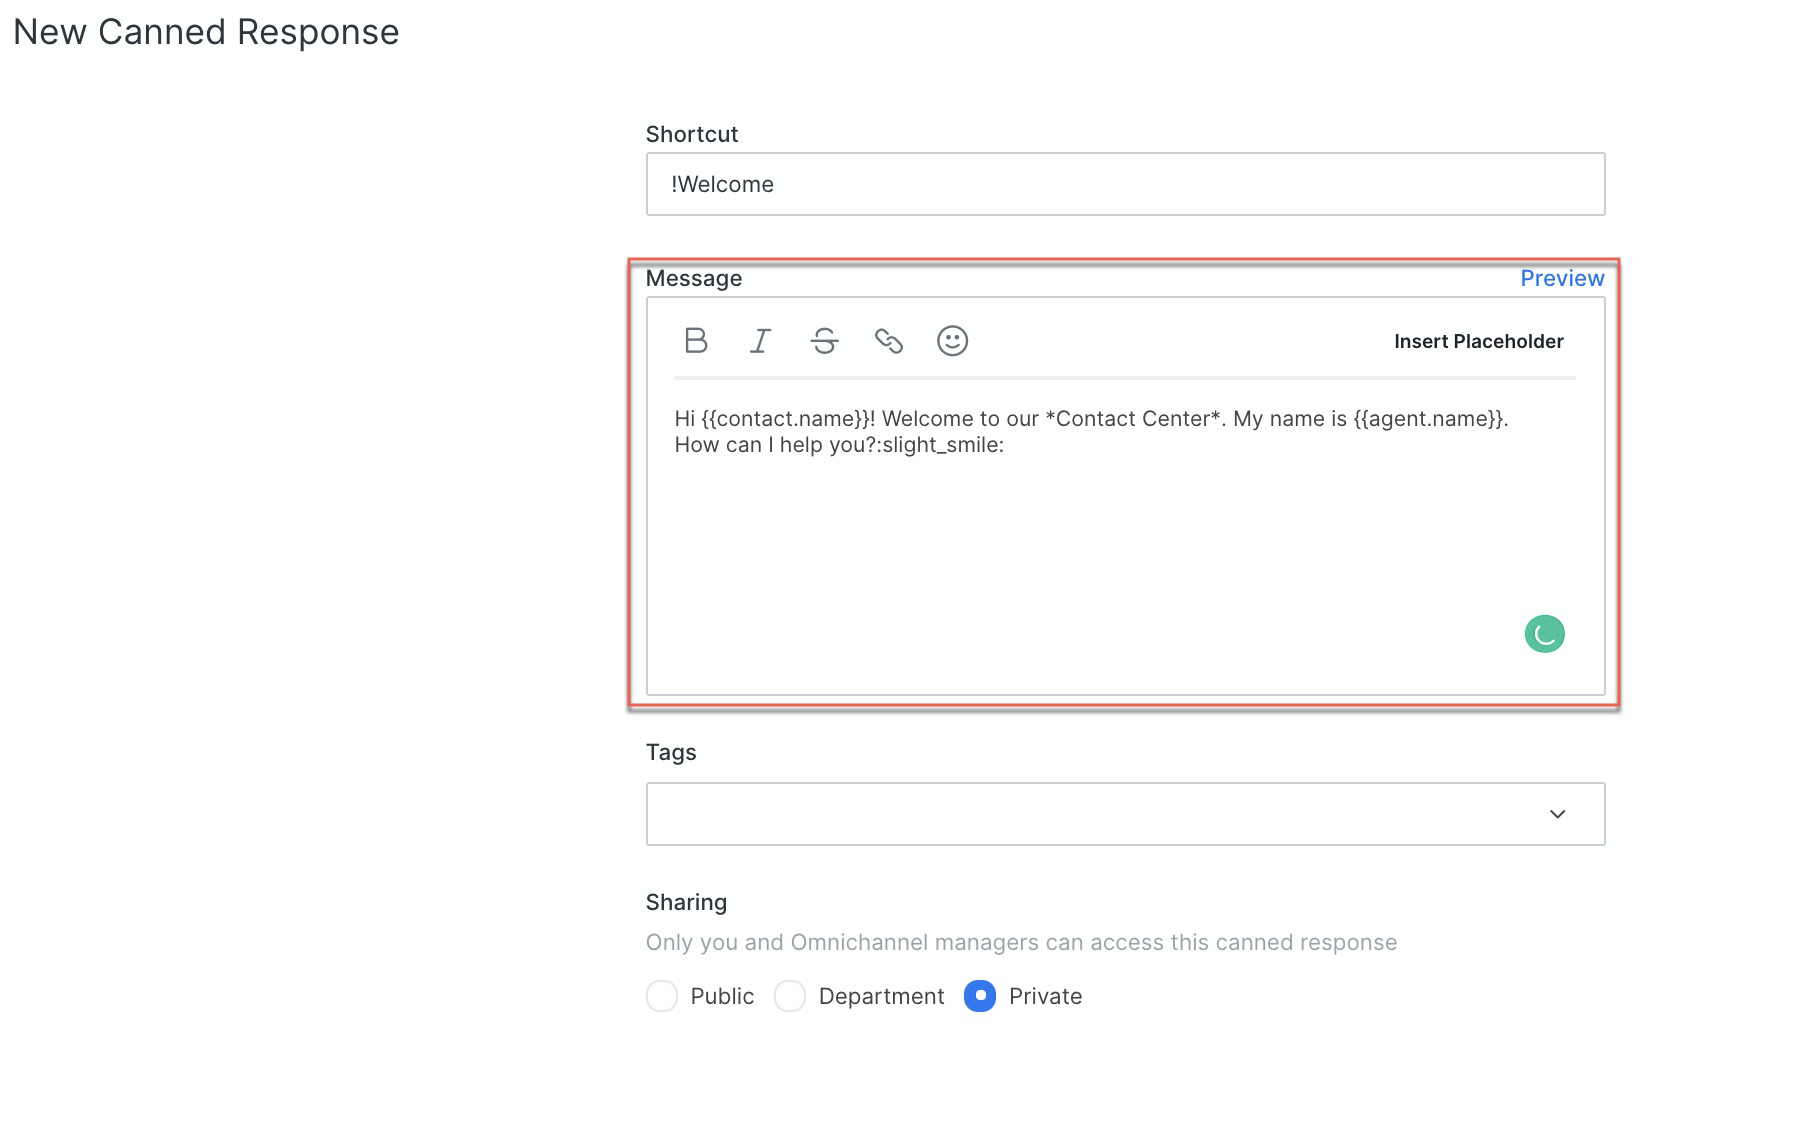 New Canned Response
Shortcut
!Welcome
Message
Preview
Insert Placeholder
Hi {{contact.name}}! Welcome to our *Contact Center*. My name is {{agent.name}}.
How can I help you?:slight_smile:
Tags
Sharing
Only you and Omnichannel managers can access this canned response
Public Department Private